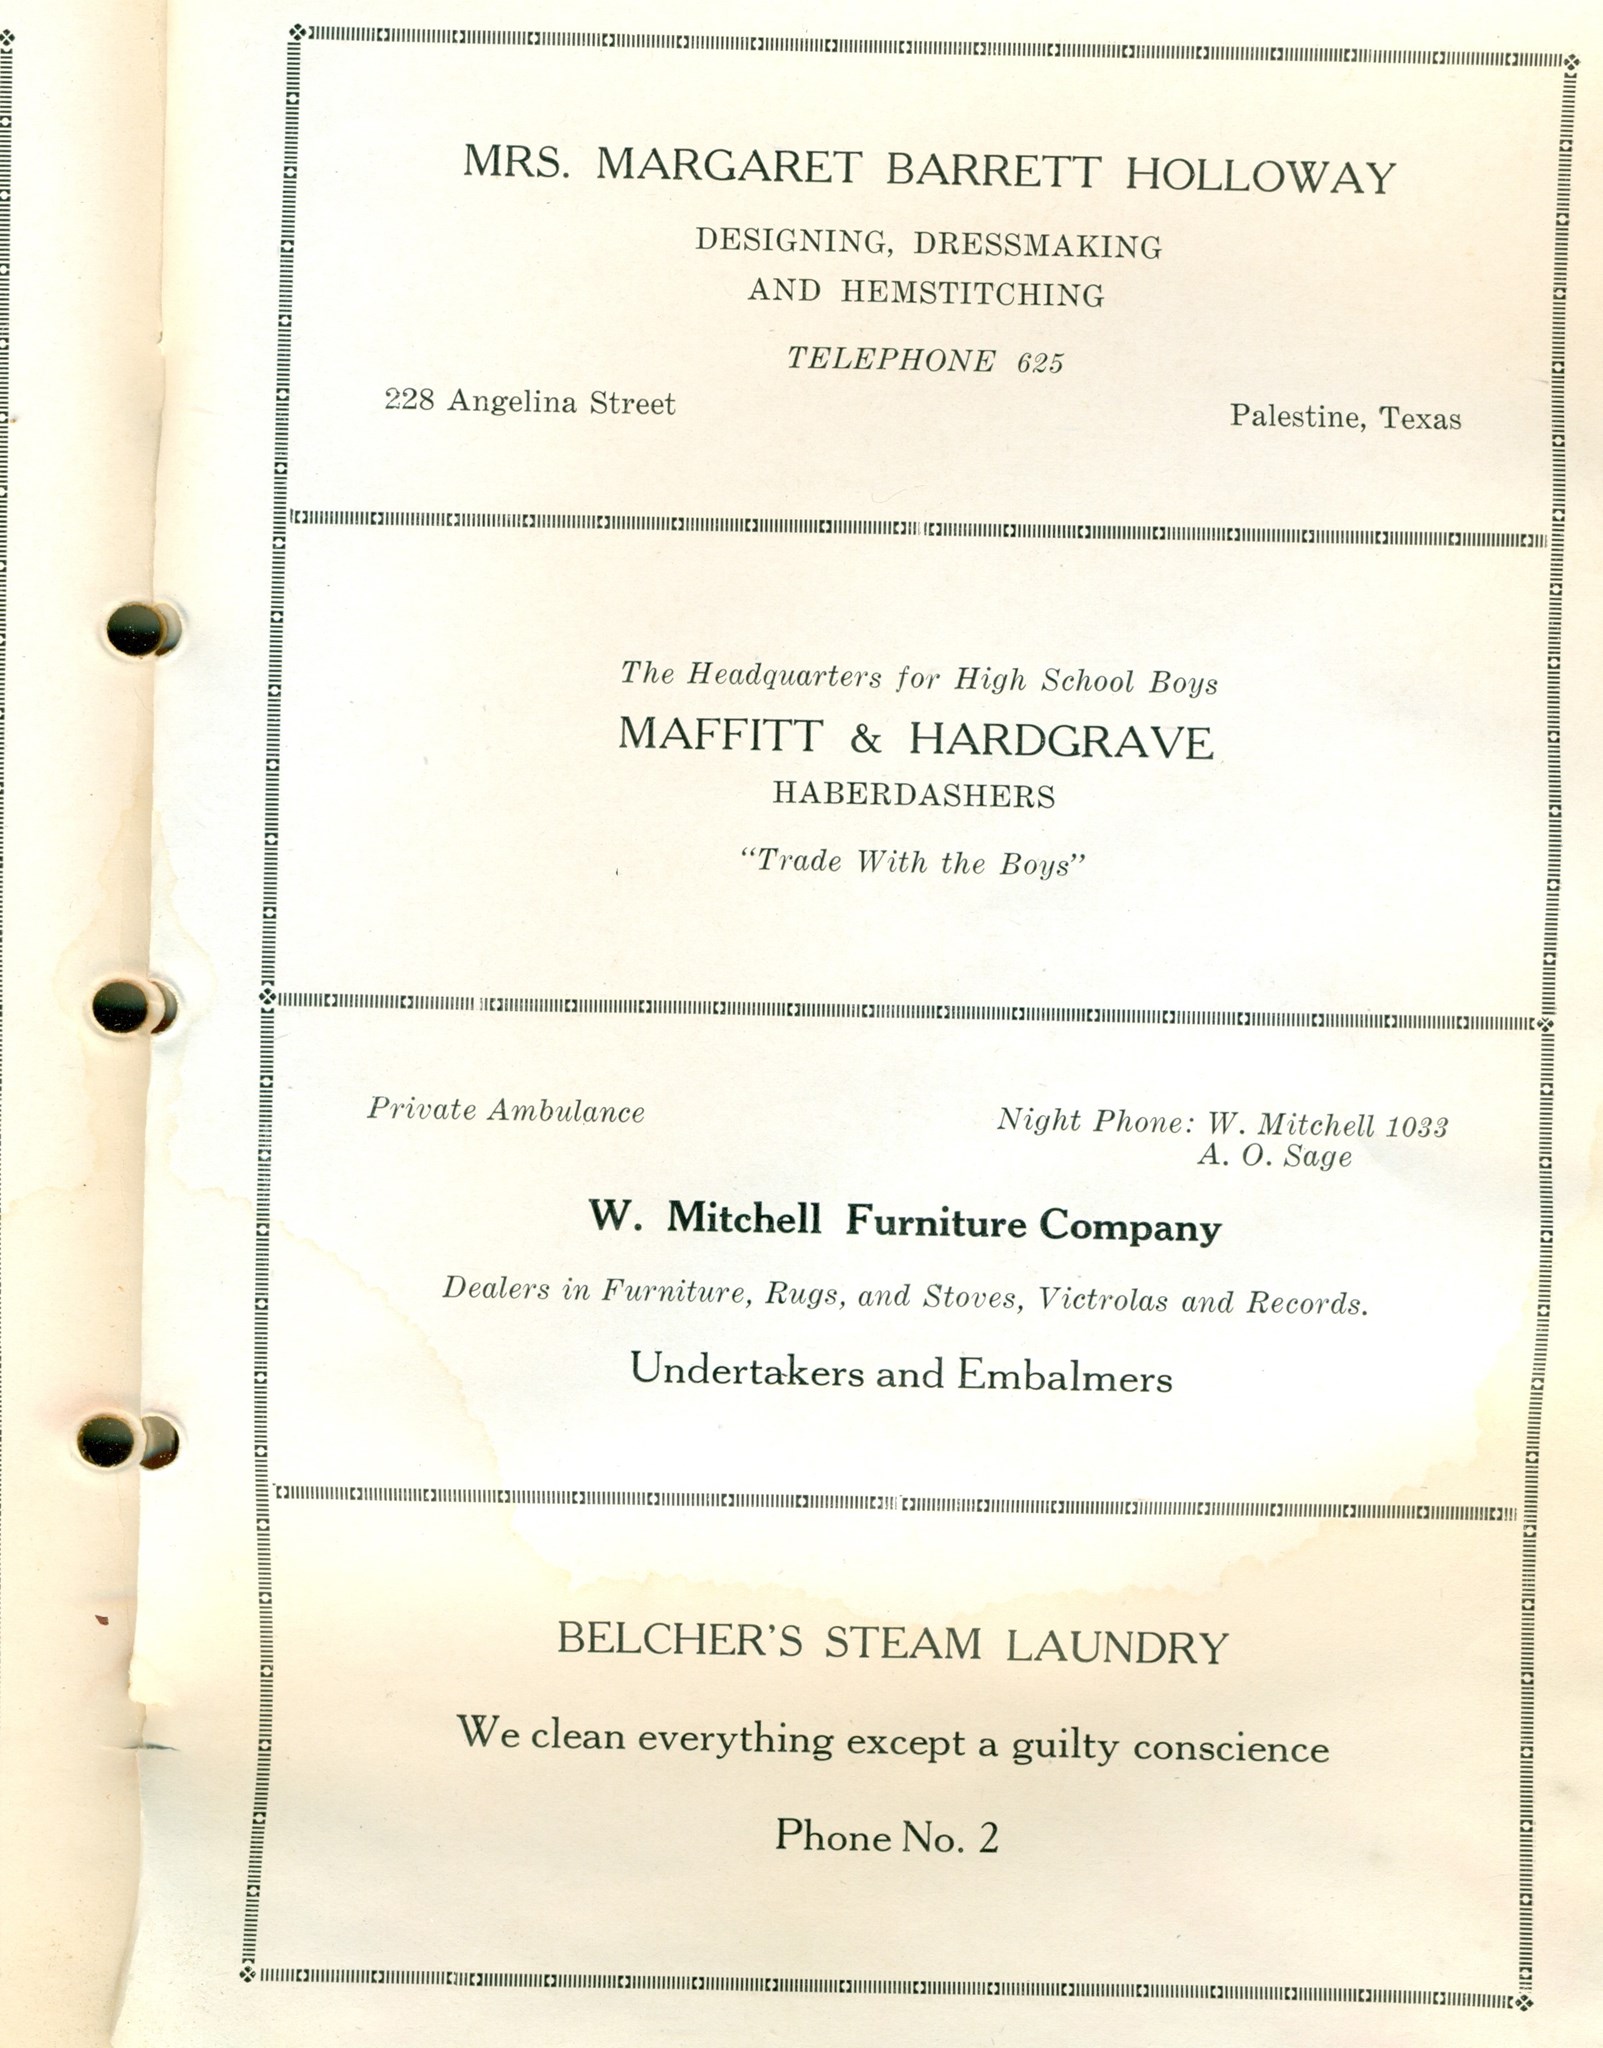 MRS. MARGARET BARRETT HOLLOWAY
DESIGNING, DRESSMAKING
AND HEMSTITCHING
TELEPHONE 625
228 Angelina Street
Palestine, Texas
The Headquarters for High School Boys
MAFFITT & HARDGRAVE
HABERDASHERS
“Trade With the Boys”
Private Ambulance
Night Phone: W. Mitchell 1033
A. O. Sage
W. Mitchell Furniture Company
Dealers in Furniture, Rugs, and Stoves, Victrolas and Records.
Undertakers and Embalmers
BELCHER'S STEAM LAUNDRY
We clean everything except a guilty conscience
Phone No. 2